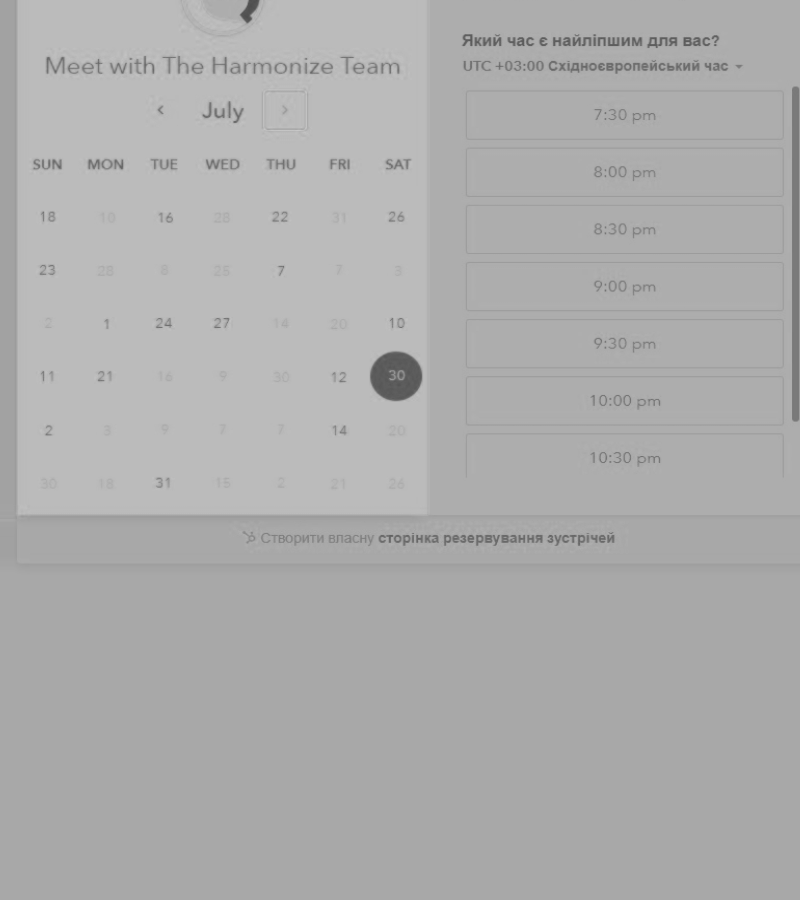 Meet with The Harmonize Team
July
SUN MON TUE WED THU FRI SAT
18 10 16 28 22 31 26
23 28 8 25 7 7 3
2 1 24 27 14 20 10
11 21 16 9 30 12 30
2 3 9 7 7 14 20
30 18 31 15 2 21 26
Який час є найліпшим для вас?
UTC +03:00 Східноєвропейський час
7:30 pm
8:00 pm
8:30 pm
9:00 pm
9:30 pm
10:00 pm
10:30 pm
Створити власну сторінка резервування зустрічей